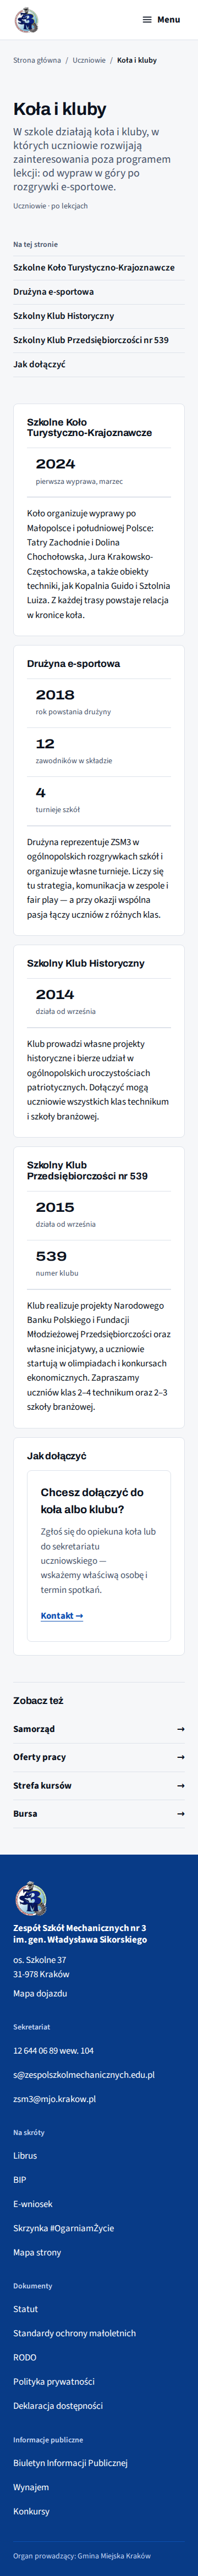 Menu
Strona główna / Uczniowie / Koła i kluby
Koła i kluby
W szkole działają koła i kluby, w
których uczniowie rozwijają
zainteresowania poza programem
lekcji: od wypraw w góry po
rozgrywki e-sportowe.
Uczniowie · po lekcjach
Na tej stronie
Szkolne Koło Turystyczno-Krajoznawcze
Drużyna e-sportowa
Szkolny Klub Historyczny
Szkolny Klub Przedsiębiorczości nr 539
Jak dołączyć
Szkolne Koło
Turystyczno-Krajoznawcze
2024
pierwsza wyprawa, marzec
Koło organizuje wyprawy po
Małopolsce i południowej Polsce:
Tatry Zachodnie i Dolina
Chochołowska, Jura Krakowsko-
Częstochowska, a także obiekty
techniki, jak Kopalnia Guido i Sztolnia
Luiza. Z każdej trasy powstaje relacja
w kronice koła.
Drużyna e-sportowa
2018
rok powstania drużyny
12
zawodników w składzie
4
turnieje szkół
Drużyna reprezentuje ZSM3 w
ogólnopolskich rozgrywkach szkół i
organizuje własne turnieje. Liczy się
tu strategia, komunikacja w zespole i
fair play — a przy okazji wspólna
pasja łączy uczniów z różnych klas.
Szkolny Klub Historyczny
2014
działa od września
Klub prowadzi własne projekty
historyczne i bierze udział w
ogólnopolskich uroczystościach
patriotycznych. Dołączyć mogą
uczniowie wszystkich klas technikum
i szkoły branżowej.
Szkolny Klub
Przedsiębiorczości nr 539
2015
działa od września
539
numer klubu
Klub realizuje projekty Narodowego
Banku Polskiego i Fundacji
Młodzieżowej Przedsiębiorczości oraz
własne inicjatywy, a uczniowie
startują w olimpiadach i konkursach
ekonomicznych. Zapraszamy
uczniów klas 2–4 technikum oraz 2–3
szkoły branżowej.
Jak dołączyć
Chcesz dołączyć do
koła albo klubu?
Zgłoś się do opiekuna koła lub
do sekretariatu
uczniowskiego —
wskażemy właściwą osobę i
termin spotkań.
Kontakt →
Zobacz też
Samorząd →
Oferty pracy →
Strefa kursów →
Bursa →
Zespół Szkół Mechanicznych nr 3
im. gen. Władysława Sikorskiego
os. Szkolne 37
31-978 Kraków
Mapa dojazdu
Sekretariat
12 644 06 89 wew. 104
s@zespolszkolmechanicznych.edu.pl
zsm3@mjo.krakow.pl
Na skróty
Librus
BIP
E-wniosek
Skrzynka #OgarniamŻycie
Mapa strony
Dokumenty
Statut
Standardy ochrony małoletnich
RODO
Polityka prywatności
Deklaracja dostępności
Informacje publiczne
Biuletyn Informacji Publicznej
Wynajem
Konkursy
Organ prowadzący: Gmina Miejska Kraków